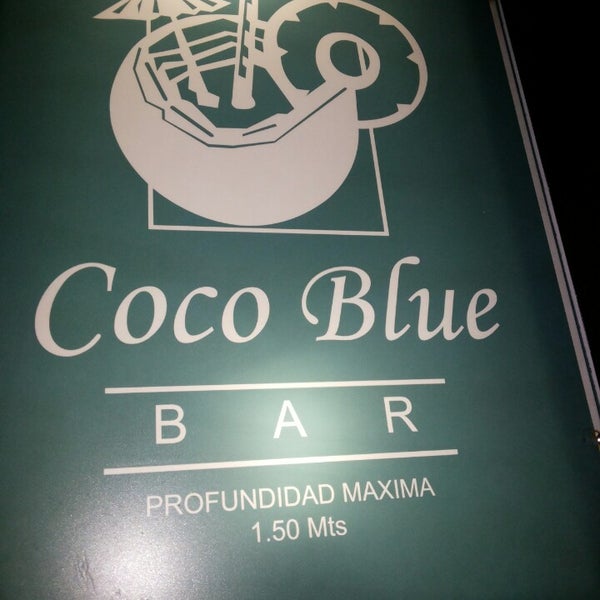 Coco Blue
BAR
PROFUNDIDAD MAXIMA
1.50 Mts